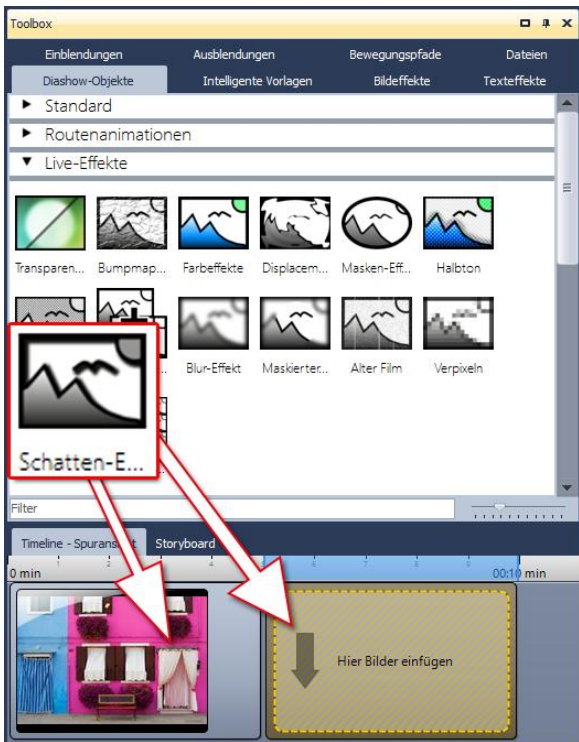 Toolbox
Einblendungen Ausblendungen Bewegungspfade Dateien
Diashow-Objekte Intelligente Vorlagen Bildeffekte Texteffekte
Standard
Routenanimationen
Live-Effekte
Transparen... Bumpmap... Farbeffekte Displacem... Masken-Eff... Halbton
Blur-Effekt Maskierter... Alter Film Verpixeln
Schatten-E...
Filter
Storyboard
0 min 00:10 min
Hier Bilder einfügen